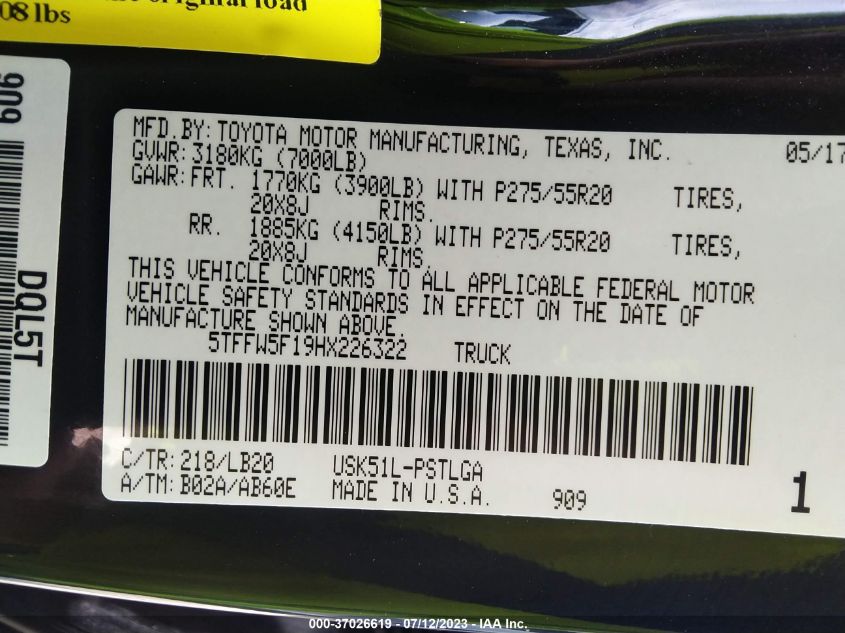 original load
08 lbs
909
DQL5T
MFD.BY: TOYOTA MOTOR MANUFACTURING, TEXAS, INC. 05/17
GVWR: 3180KG (7000LB)
GAWR: FRT. 1770KG (3900LB) WITH P275/55R20 TIRES,
20X8J RIMS.
RR. 1885KG (4150LB) WITH P275/55R20 TIRES,
20X8J RIMS
THIS VEHICLE CONFORMS TO ALL APPLICABLE FEDERAL MOTOR
VEHICLE SAFETY STANDARDS IN EFFECT ON THE DATE OF
MANUFACTURE SHOWN ABOVE.
5TFFW5F19HX226322 TRUCK
C/TR: 218/LB20 USK51L-PSTLGA
A/TM: B02A/AB60E MADE IN U.S.A. 909 1
000-37026619 - 07/12/2023 - IAA Inc.